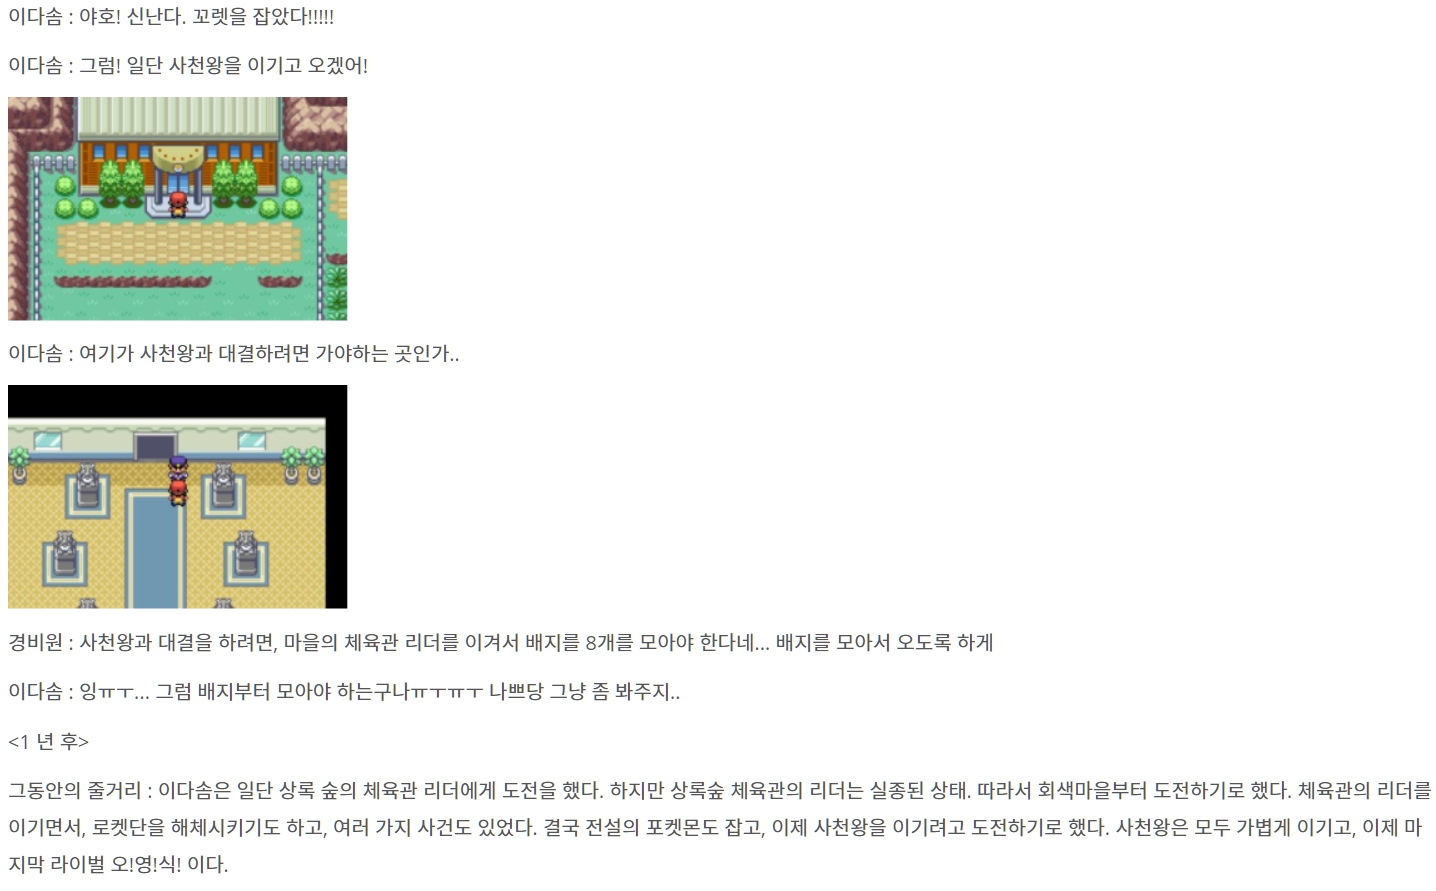 이다솜 : 야호! 신난다. 꼬렛을 잡았다!!!!!
이다솜 : 그럼! 일단 사천왕을 이기고 오겠어!
이다솜 : 여기가 사천왕과 대결하려면 가야하는 곳인가..
경비원 : 사천왕과 대결을 하려면, 마을의 체육관 리더를 이겨서 배지를 8개를 모아야 한다네... 배지를 모아서 오도록 하게
이다솜 : 잉ㅠㅜ... 그럼 배지부터 모아야 하는구나ㅠㅜㅠㅜ 나쁘당 그냥 좀 봐주지..
<1 년 후>
그동안의 줄거리 : 이다솜은 일단 상록 숲의 체육관 리더에게 도전을 했다. 하지만 상록숲 체육관의 리더는 실종된 상태. 따라서 회색마을부터 도전하기로 했다. 체육관의 리더를
이기면서, 로켓단을 해체시키기도 하고, 여러 가지 사건도 있었다. 결국 전설의 포켓몬도 잡고, 이제 사천왕을 이기려고 도전하기로 했다. 사천왕은 모두 가볍게 이기고, 이제 마
지막 라이벌 오!영!식! 이다.